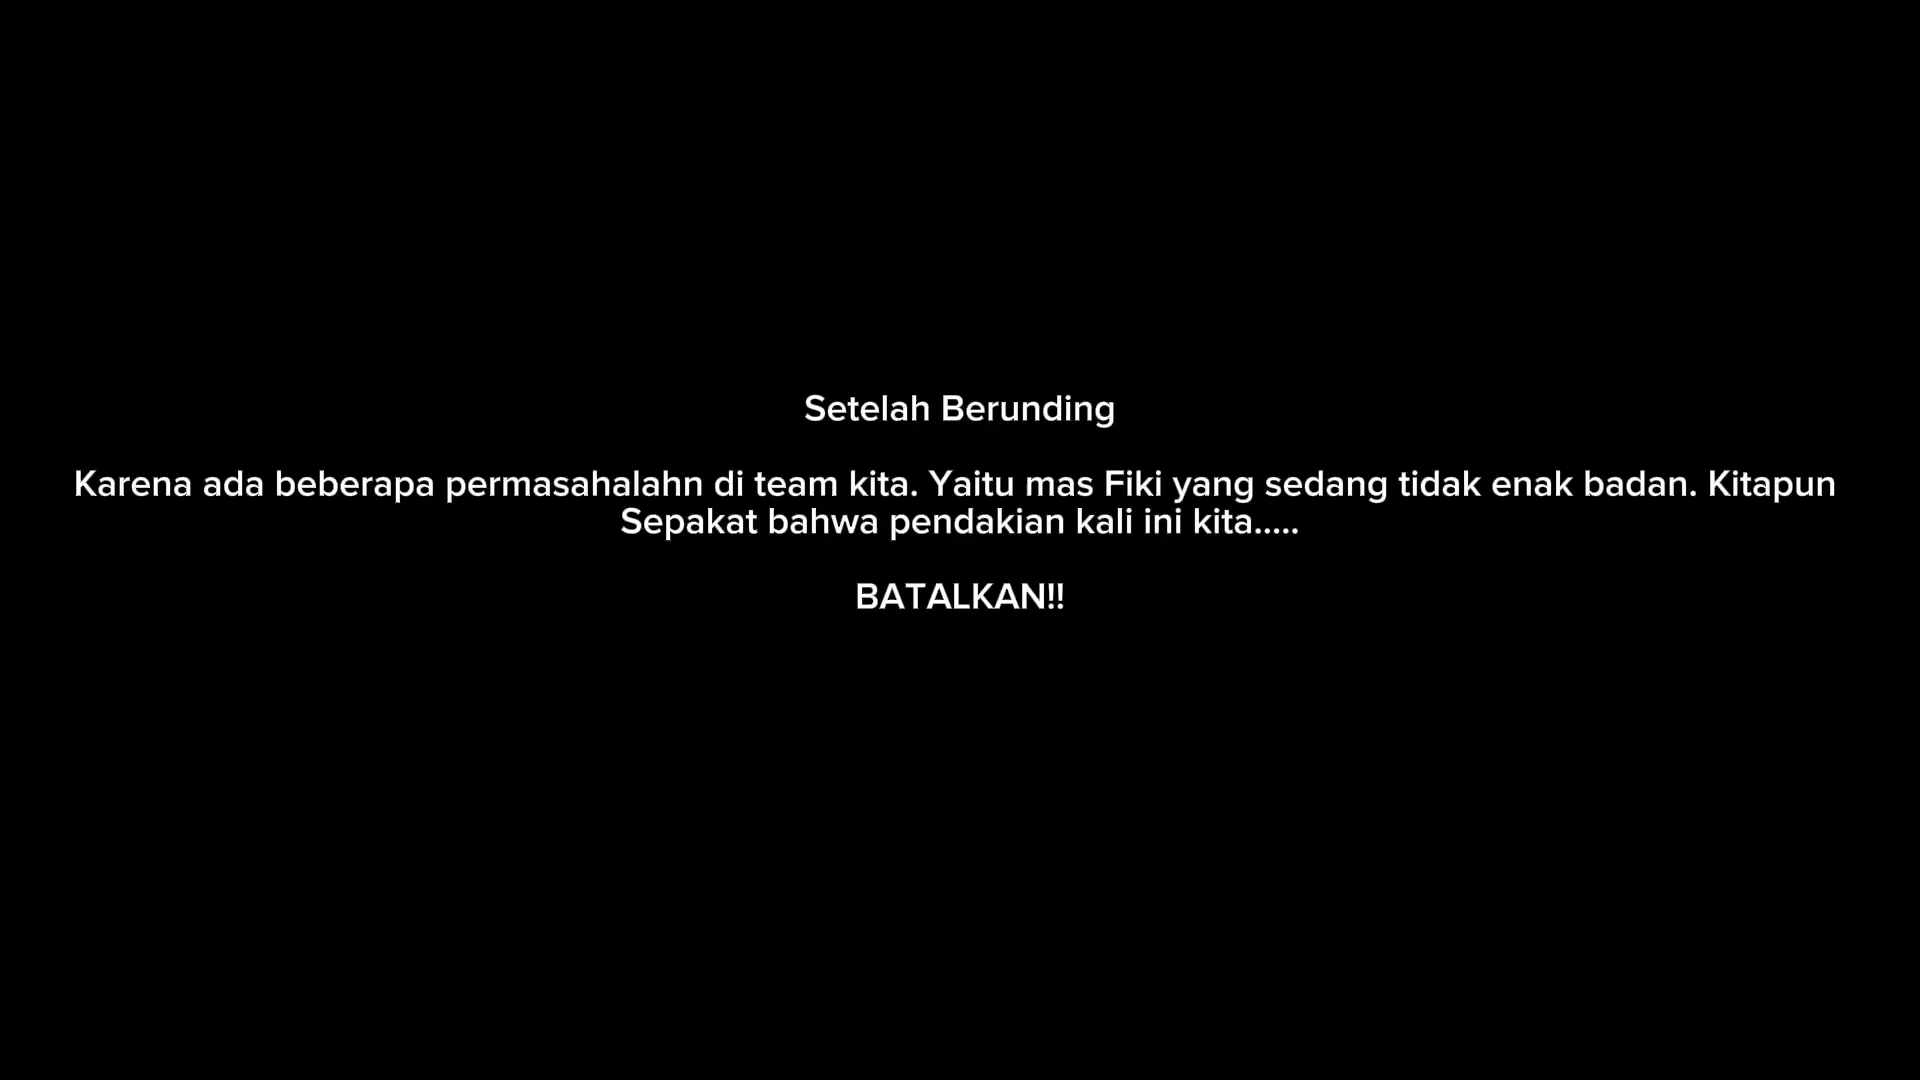 Setelah Berunding
Karena ada beberapa permasahalahn di team kita. Yaitu mas Fiki yang sedang tidak enak badan. Kitapun
Sepakat bahwa pendakian kali ini kita.....
BATALKAN!!